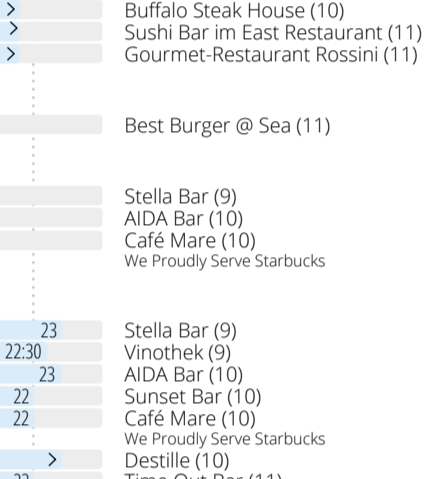 > Buffalo Steak House (10)
> Sushi Bar im East Restaurant (11)
> Gourmet-Restaurant Rossini (11)
Best Burger @ Sea (11)
Stella Bar (9)
AIDA Bar (10)
Café Mare (10)
We Proudly Serve Starbucks
23 Stella Bar (9)
22:30 Vinothek (9)
23 AIDA Bar (10)
22 Sunset Bar (10)
22 Café Mare (10)
We Proudly Serve Starbucks
> Destille (10)